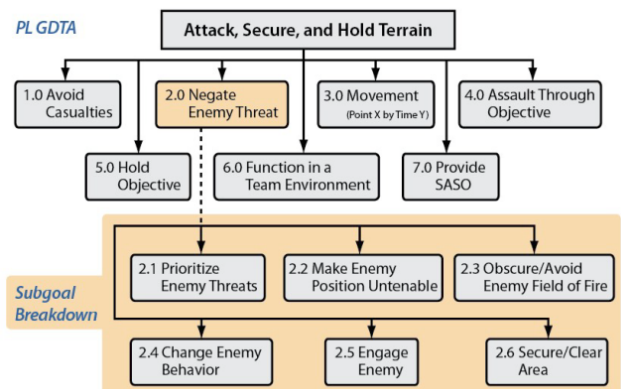 PL GDTA
Attack, Secure, and Hold Terrain
1.0 Avoid
Casualties
2.0 Negate
Enemy Threat
3.0 Movement
(Point X by Time Y)
4.0 Assault Through
Objective
5.0 Hold
Objective
6.0 Function in a
Team Environment
7.0 Provide
SASO
Subgoal
Breakdown
2.1 Prioritize
Enemy Threats
2.2 Make Enemy
Position Untenable
2.3 Obscure/Avoid
Enemy Field of Fire
2.4 Change Enemy
Behavior
2.5 Engage
Enemy
2.6 Secure/Clear
Area